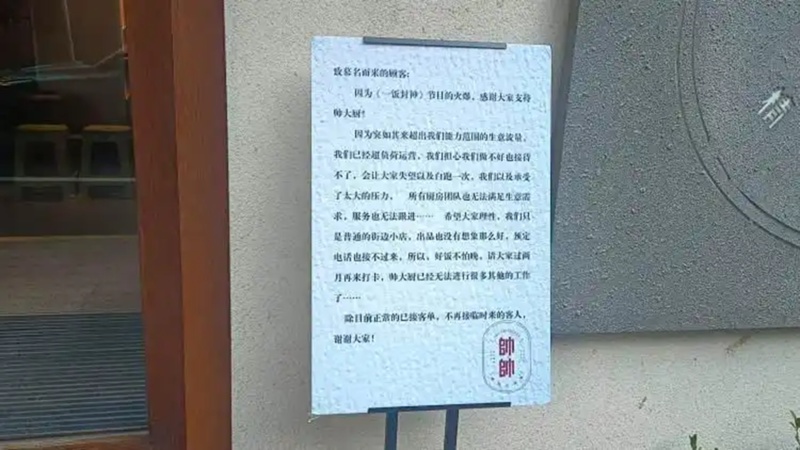 致慕名而来的顾客:
因为《一饭封神》节目的火爆，感谢大家支持
帅大厨！
因为突如其来超出我们能力范围的生意流量，
我们已经超负荷运营，我们担心我们做不好也接待
不了，会让大家失望以及白跑一次，我们以及承受
了太大的压力， 所有厨房团队也无法满足生意需
求，服务也无法跟进…… 希望大家理性，我们只
是普通的街边小店，出品也没有想象那么好，预定
电话也接不过来，所以，好饭不怕晚，请大家过两
月再来打卡，帅大厨已经无法进行很多其他的工作
了……
除目前正常的已接客单，不再接临时来的客人，
谢谢大家！
帥帥